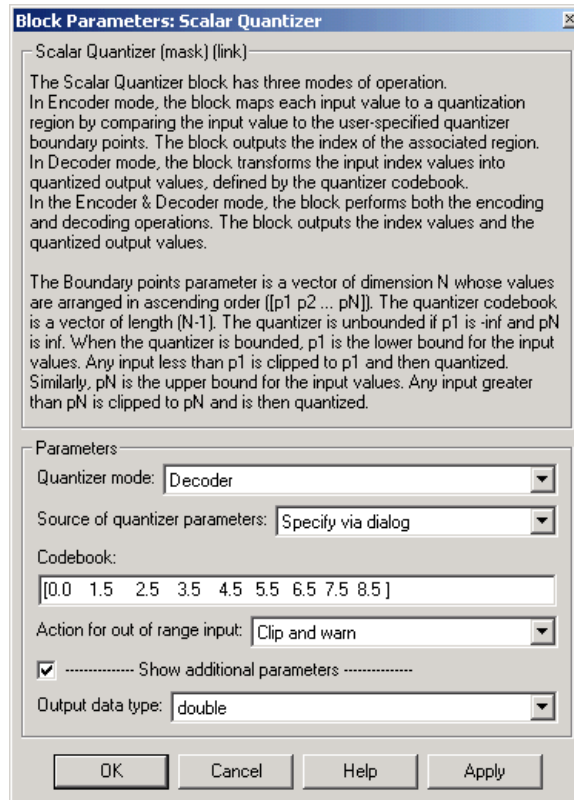 Block Parameters: Scalar Quantizer
Scalar Quantizer (mask) (link)
The Scalar Quantizer block has three modes of operation.
In Encoder mode, the block maps each input value to a quantization
region by comparing the input value to the user-specified quantizer
boundary points. The block outputs the index of the associated region.
In Decoder mode, the block transforms the input index values into
quantized output values, defined by the quantizer codebook.
In the Encoder & Decoder mode, the block performs both the encoding
and decoding operations. The block outputs the index values and the
quantized output values.
The Boundary points parameter is a vector of dimension N whose values
are arranged in ascending order ([p1 p2 ... pN]). The quantizer codebook
is a vector of length (N-1). The quantizer is unbounded if p1 is -inf and pN
is inf. When the quantizer is bounded, p1 is the lower bound for the input
values. Any input less than p1 is clipped to p1 and then quantized.
Similarly, pN is the upper bound for the input values. Any input greater
than pN is clipped to pN and is then quantized.
Parameters
Quantizer mode: Decoder
Source of quantizer parameters: Specify via dialog
Codebook:
[0.0 1.5 2.5 3.5 4.5 5.5 6.5 7.5 8.5 ]
Action for out of range input: Clip and warn
-------------- Show additional parameters --------------
Output data type: double
OK Cancel Help Apply